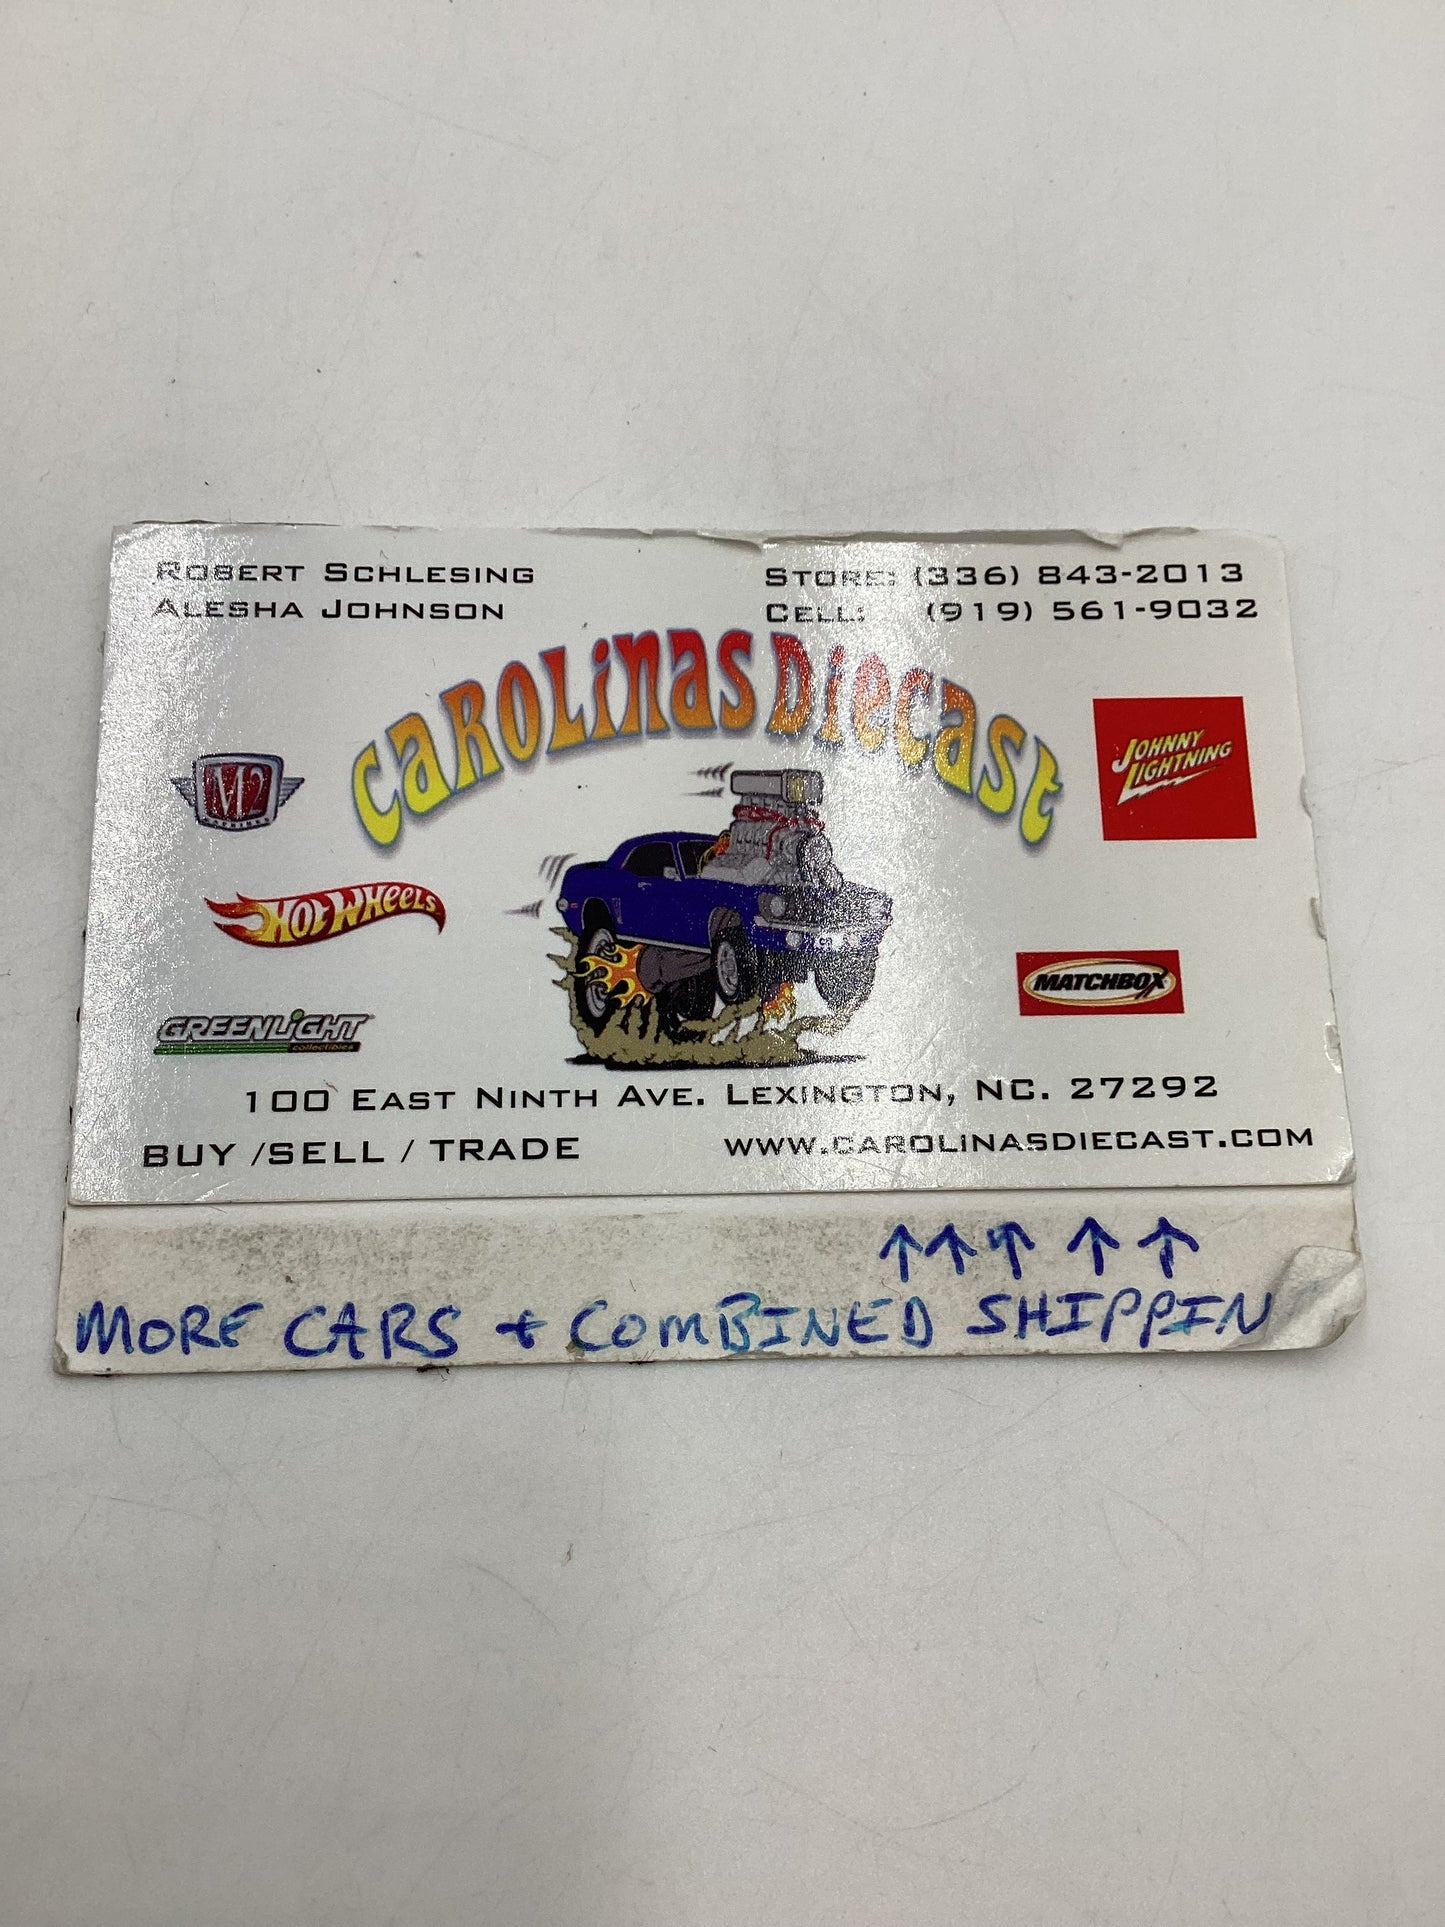 ROBERT SCHLESING
ALESHA JOHNSON
STORE: (336) 843-2013
CELL: (919) 561-9032
CAROLINAS DIECAST
M2
MACHINES
JOHNNY
LIGHTNING
HOT WHEELS
MATCHBOX
GREENLIGHT
collectibles
100 EAST NINTH AVE. LEXINGTON, NC. 27292
BUY /SELL / TRADE
WWW.CAROLINASDIECAST.COM
↑↑↑↑↑
MORE CARS + COMBINED SHIPPIN